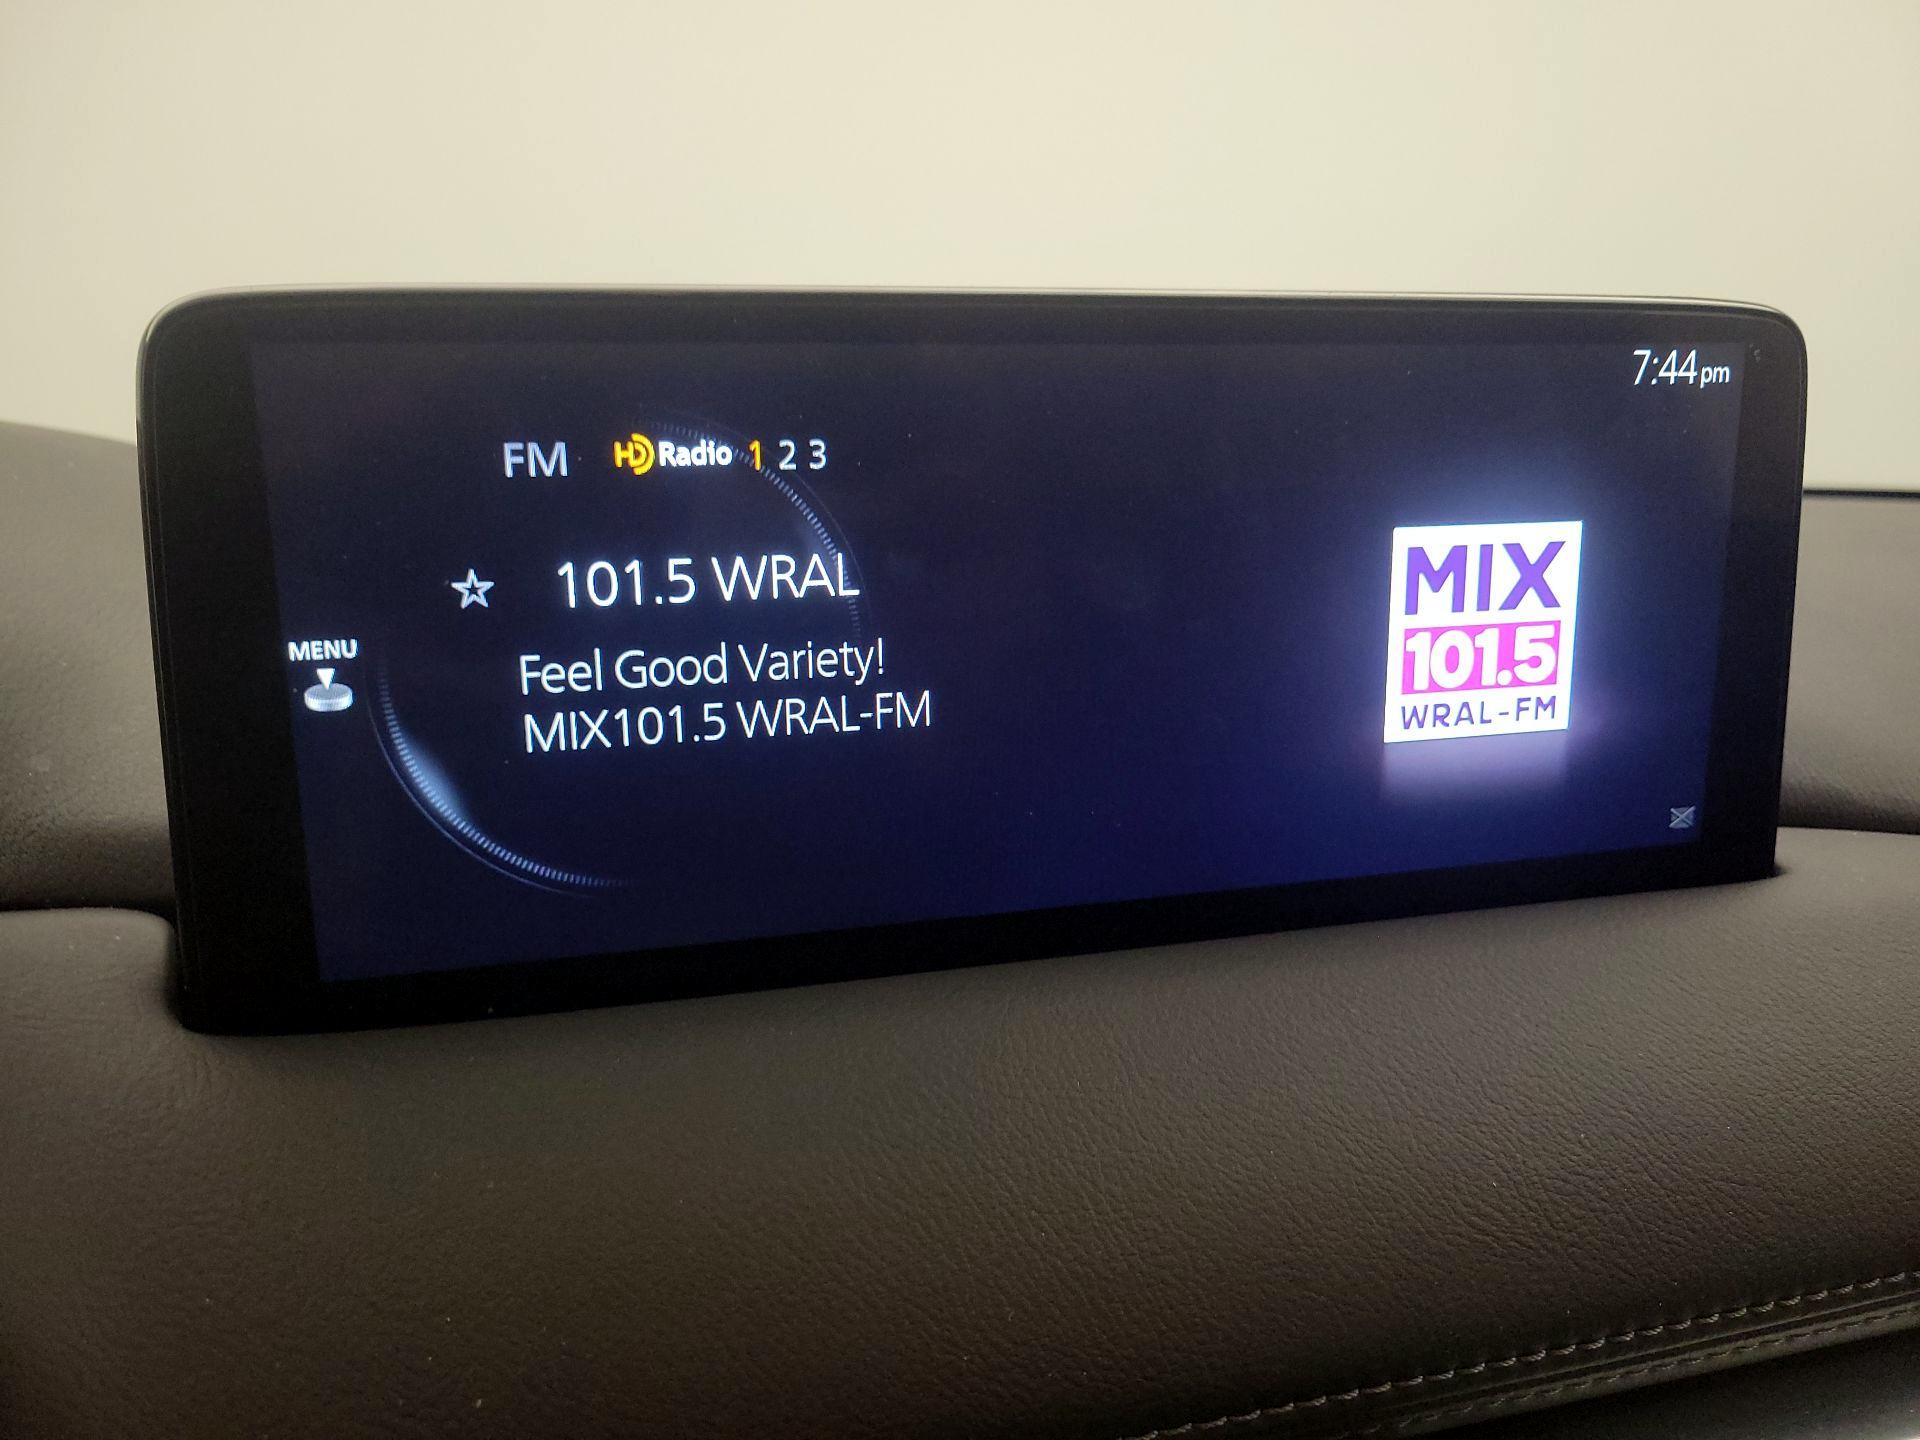 7:44pm
FM HD Radio 1 2 3
101.5 WRAL
MENU
Feel Good Variety!
MIX101.5 WRAL-FM
MIX
101.5
WRAL-FM